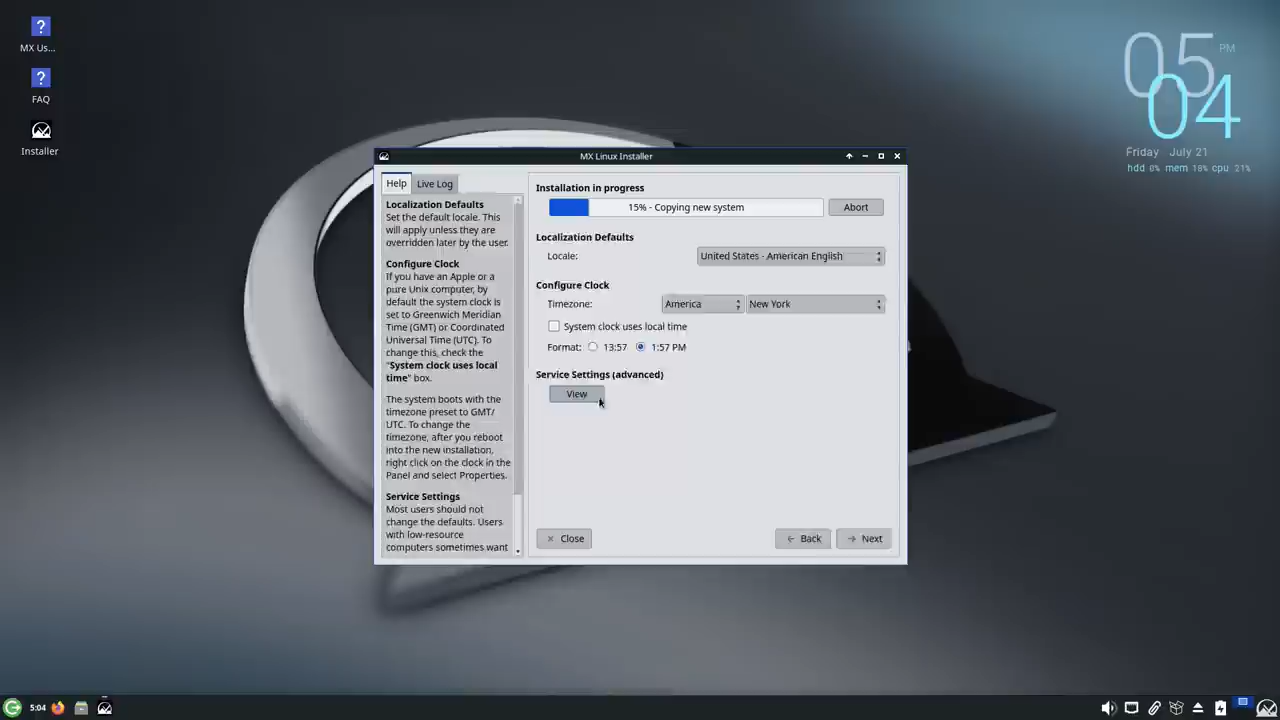 MX Us...
FAQ
Installer
05 PM
04
Friday July 21
hdd 0% mem 16% cpu 21%
MX Linux Installer
Help
Live Log
Localization Defaults
Set the default locale. This
will apply unless they are
overridden later by the user.
Configure Clock
If you have an Apple or a
pure Unix computer, by
default the system clock is
set to Greenwich Meridian
Time (GMT) or Coordinated
Universal Time (UTC). To
change this, check the
"System clock uses local
time" box.
The system boots with the
timezone preset to GMT/
UTC. To change the
timezone, after you reboot
into the new installation,
right click on the clock in the
Panel and select Properties.
Service Settings
Most users should not
change the defaults. Users
with low-resource
computers sometimes want
Installation in progress
15% - Copying new system
Abort
Localization Defaults
Locale:
United States - American English
Configure Clock
Timezone:
America
New York
System clock uses local time
Format:
13:57
1:57 PM
Service Settings (advanced)
View
Close
Back
Next
5:04